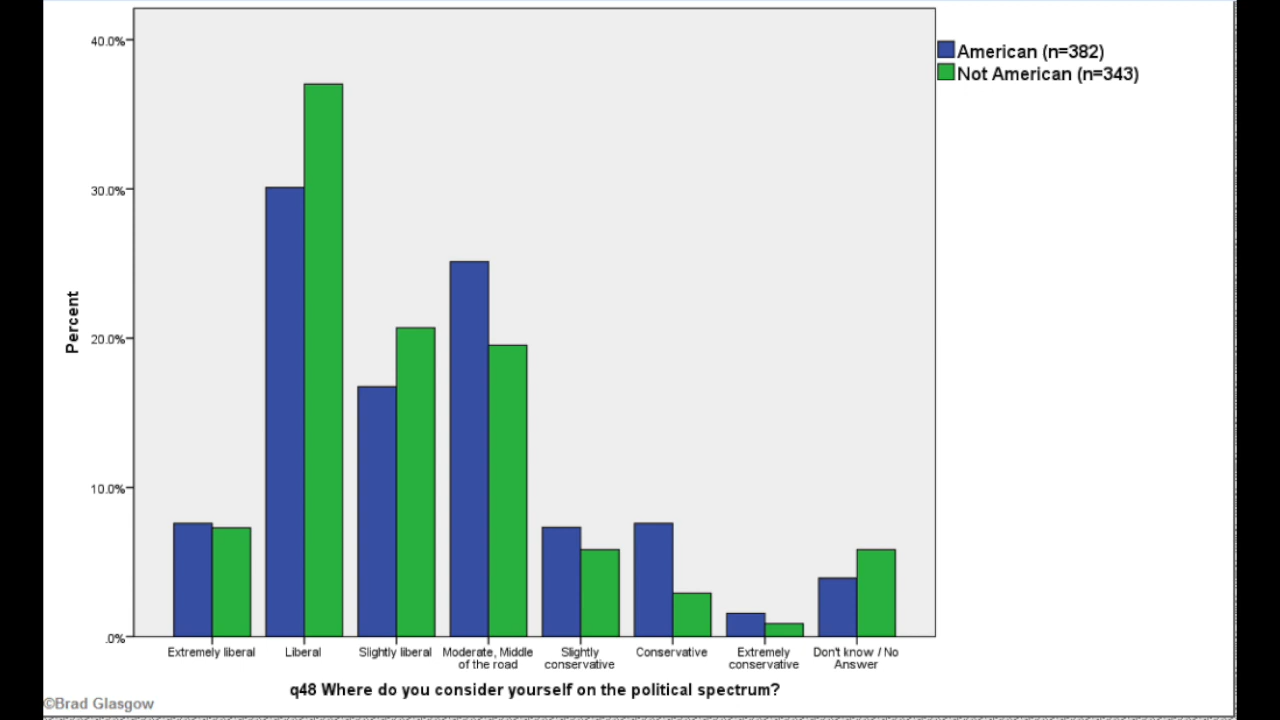 40.0%
30.0%
20.0%
10.0%
.0%
Percent
American (n=382)
Not American (n=343)
Extremely liberal
Liberal
Slightly liberal
Moderate, Middle
of the road
Slightly
conservative
Conservative
Extremely
conservative
Don't know / No
Answer
q48 Where do you consider yourself on the political spectrum?
©Brad Glasgow